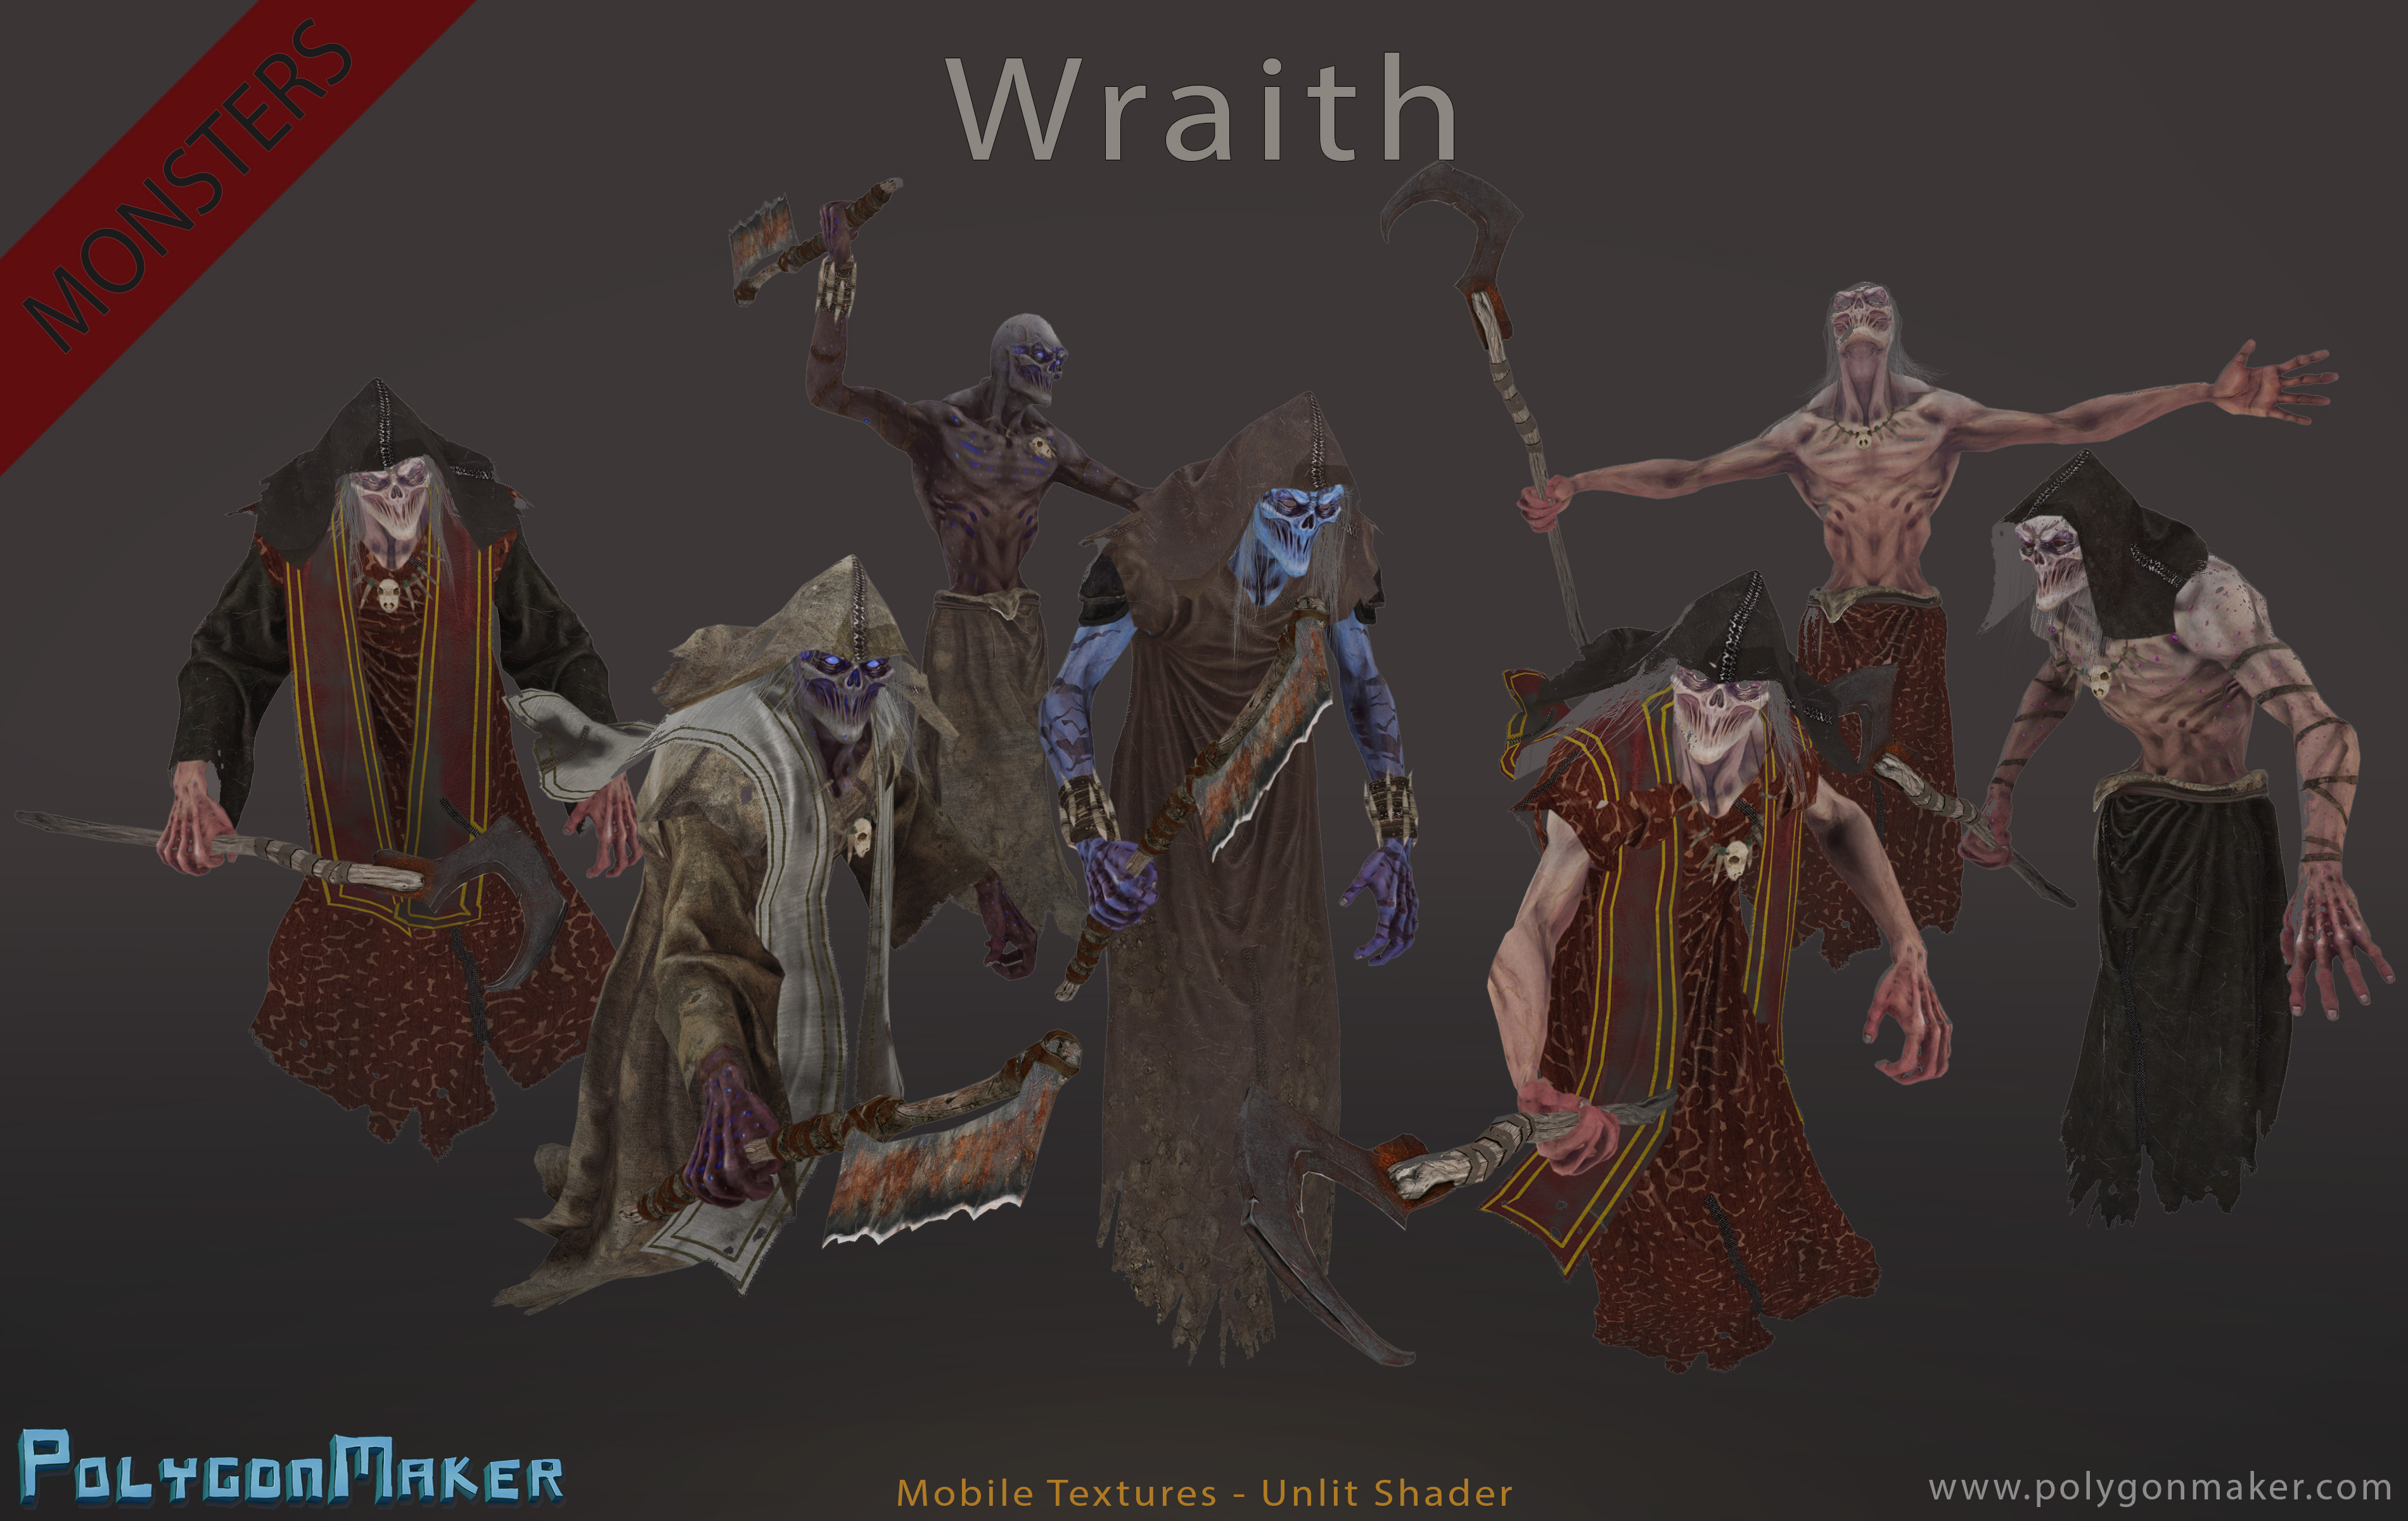 MONSTERS
Wraith
PolygonMaker
Mobile Textures - Unlit Shader
www.polygonmaker.com